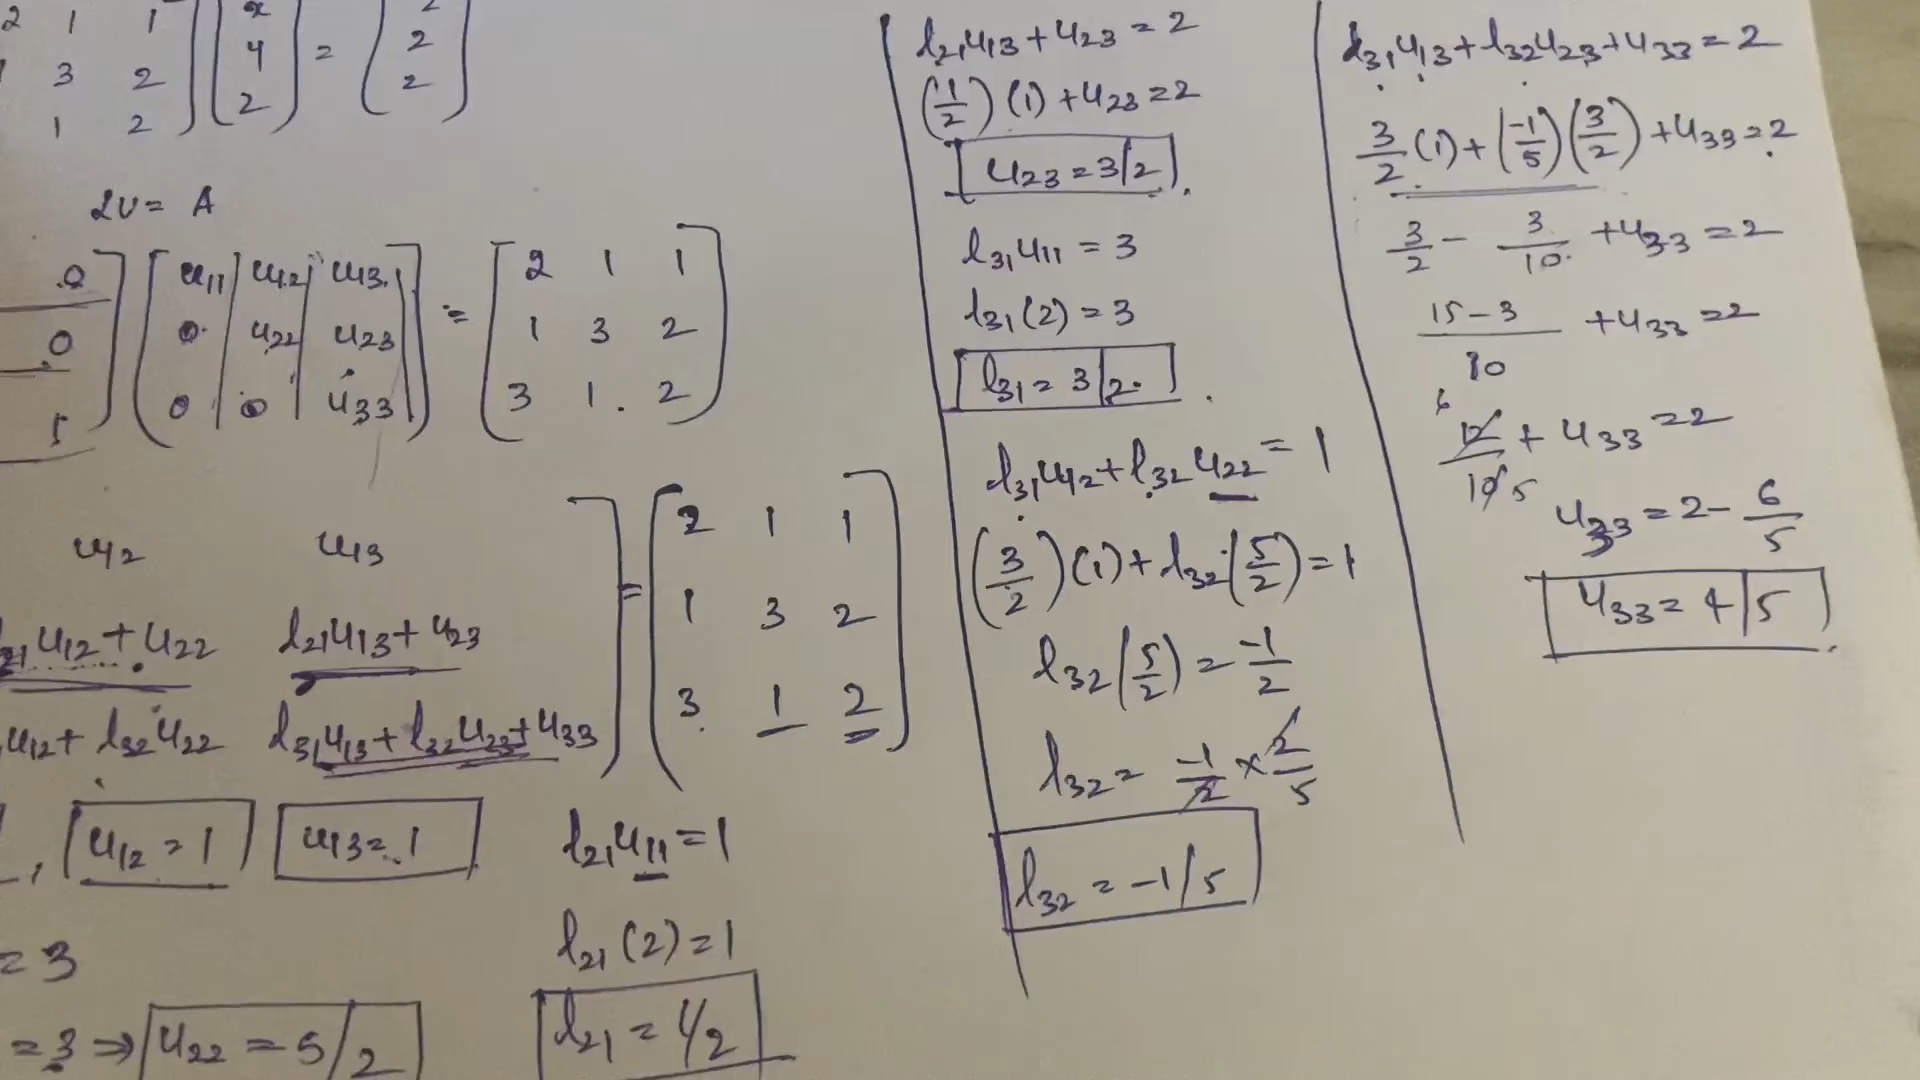 2 1 1 x 2
3 2 y = 2
1 2 2 2
LU = A
0 u11 u12 u13 2 1 1
0 0 u22 u23 = 1 3 2
1 0 0 u33 3 1 2
u12 u13 2 1 1
l21u12+u22 l21u13+u23 = 1 3 2
u12+l32u22 l31u13+l32u23+u33 3 1 2
, u12 = 1 u13 = 1
= 3
= 3 ⇒ u22 = 5/2
l21u11 = 1
l21(2) = 1
l21 = 1/2
l21u13+u23 = 2
(1/2)(1)+u23 = 2
u23 = 3/2
l31u11 = 3
l31(2) = 3
l31 = 3/2
l31u12+l32u22 = 1
(3/2)(1)+l32(5/2) = 1
l32(5/2) = -1/2
l32 = -1/2 × 2/5
l32 = -1/5
l31u13+l32u23+u33 = 2
3/2(1)+(-1/5)(3/2)+u33 = 2
3/2 - 3/10 +u33 = 2
15-3/10 +u33 = 2
6
12/10 5 + u33 = 2
u33 = 2 - 6/5
u33 = 4/5